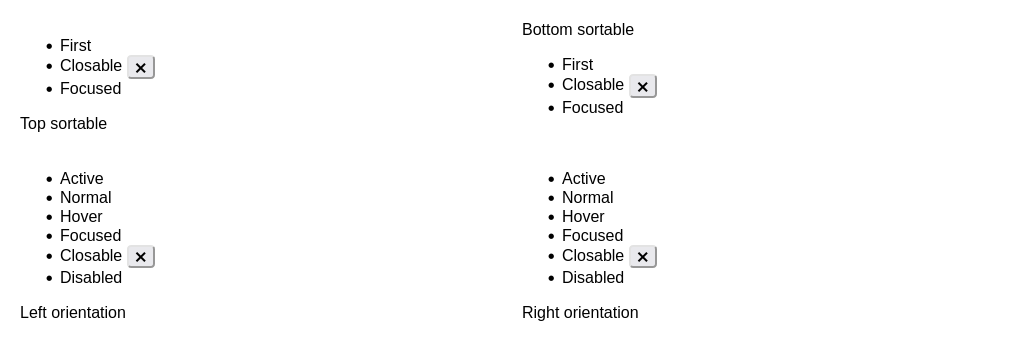 • First
• Closable ✕
• Focused
Top sortable
Bottom sortable
• First
• Closable ✕
• Focused
• Active
• Normal
• Hover
• Focused
• Closable ✕
• Disabled
Left orientation
• Active
• Normal
• Hover
• Focused
• Closable ✕
• Disabled
Right orientation